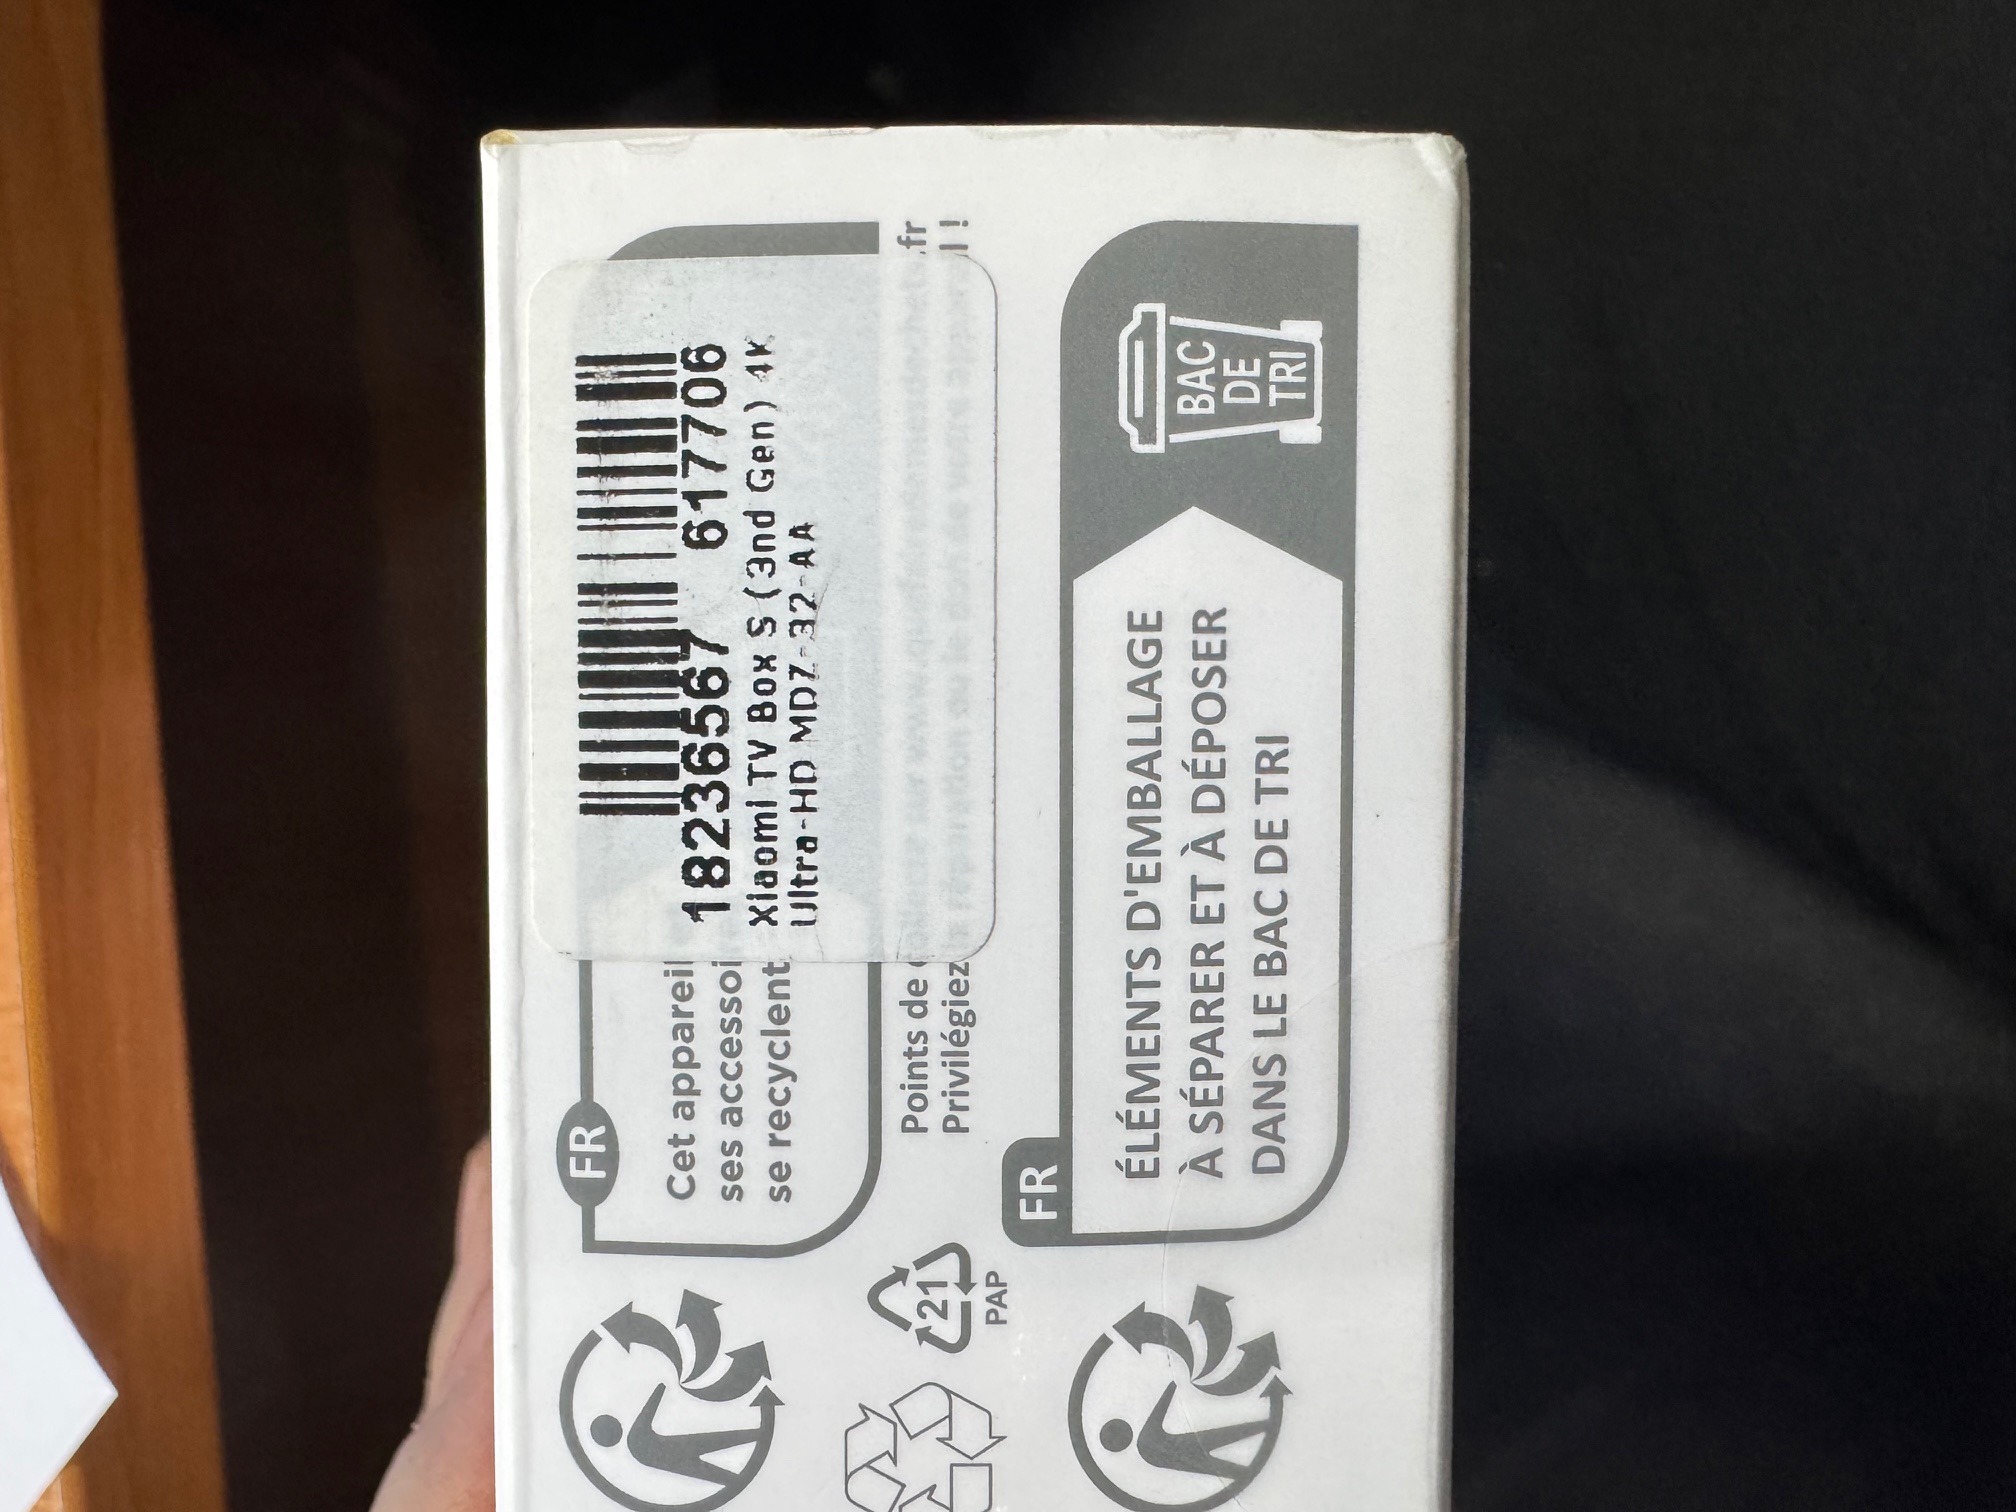 1823656​7 617706
Xiaomi TV Box S (3nd Gen) 4K
Ultra-HD MDZ-32-AA
FR
Cet appareil
ses accessoi
se recyclent
Points de
.fr
Privilégiez
!
21
PAP
FR
ÉLÉMENTS D'EMBALLAGE
À SÉPARER ET À DÉPOSER
DANS LE BAC DE TRI
BAC
DE
TRI